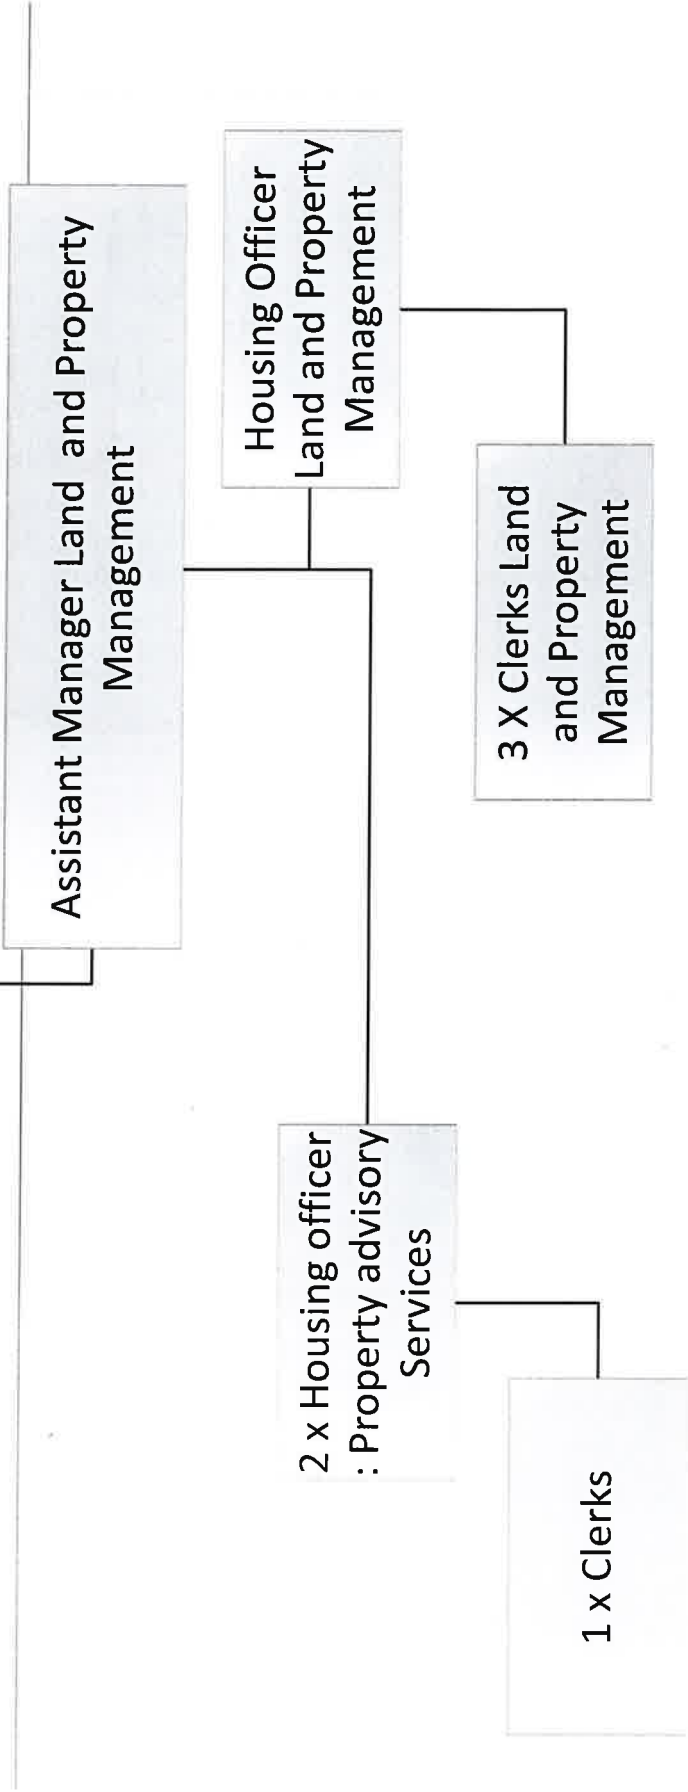 Assistant Manager Land and Property
Management
2 x Housing officer
: Property advisory
Services
Housing Officer
Land and Property
Management
1 x Clerks
3 X Clerks Land
and Property
Management